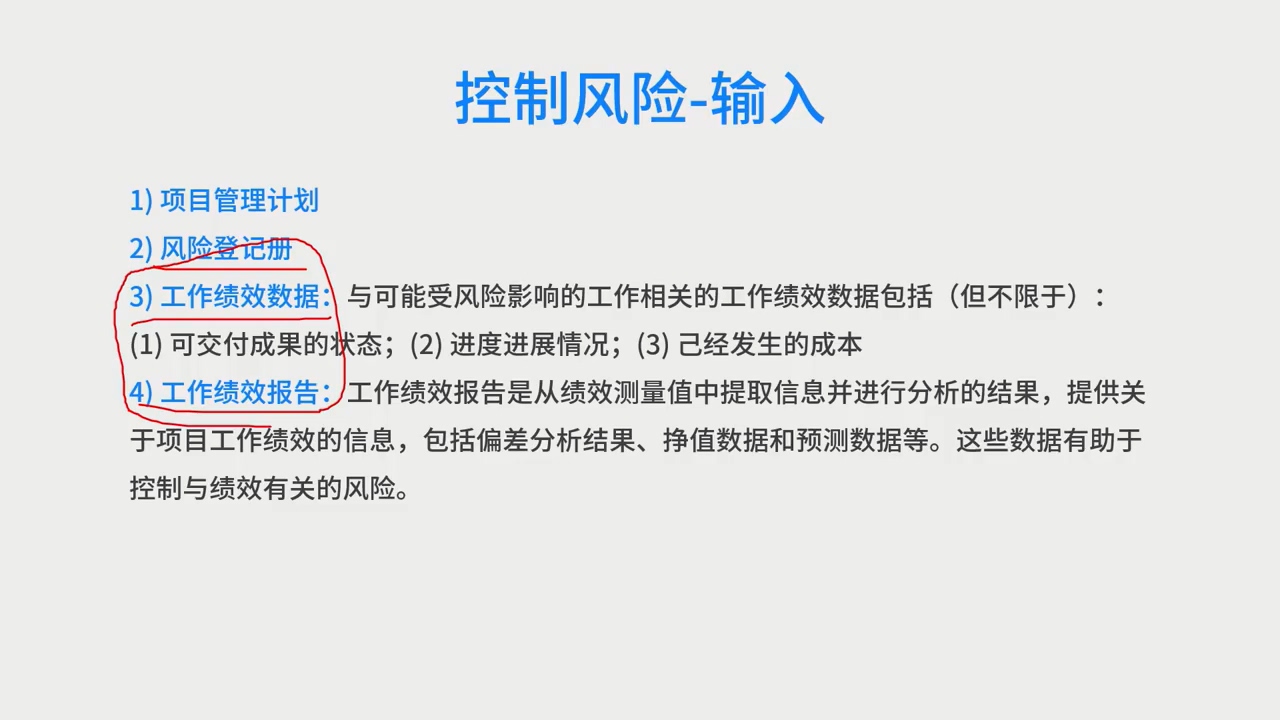 控制风险-输入
1) 项目管理计划
2) 风险登记册
3) 工作绩效数据：与可能受风险影响的工作相关的工作绩效数据包括（但不限于）：
(1) 可交付成果的状态；(2) 进度进展情况；(3) 己经发生的成本
4) 工作绩效报告：工作绩效报告是从绩效测量值中提取信息并进行分析的结果，提供关
于项目工作绩效的信息，包括偏差分析结果、挣值数据和预测数据等。这些数据有助于
控制与绩效有关的风险。